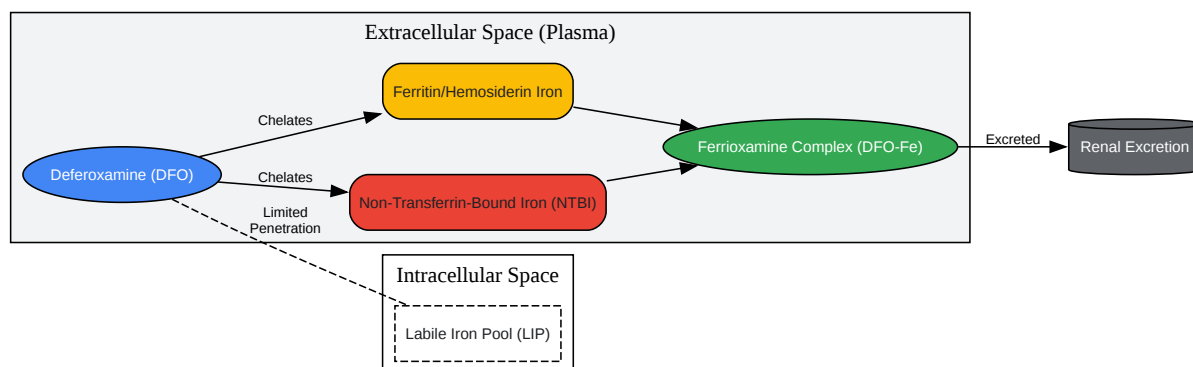 Extracellular Space (Plasma)
Ferritin/Hemosiderin Iron
Chelates
Deferoxamine (DFO)
Chelates
Non-Transferrin-Bound Iron (NTBI)
Ferrioxamine Complex (DFO-Fe)
Excreted
Renal Excretion
Limited
Penetration
Intracellular Space
Labile Iron Pool (LIP)